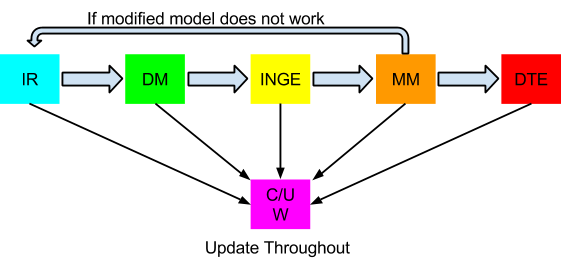 If modified model does not work
IR
DM
INGE
MM
DTE
C/U
W
Update Throughout